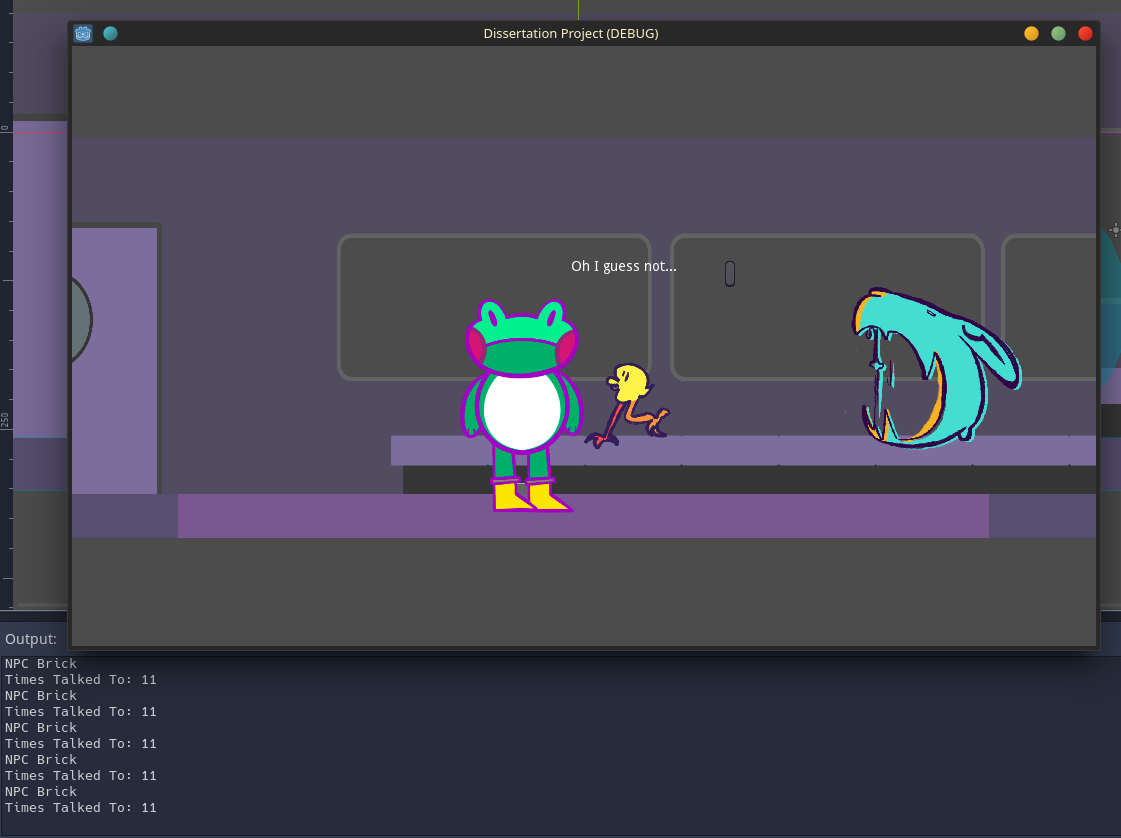 Dissertation Project (DEBUG)
0
Oh I guess not...
250
Output:
NPC Brick
Times Talked To: 11
NPC Brick
Times Talked To: 11
NPC Brick
Times Talked To: 11
NPC Brick
Times Talked To: 11
NPC Brick
Times Talked To: 11